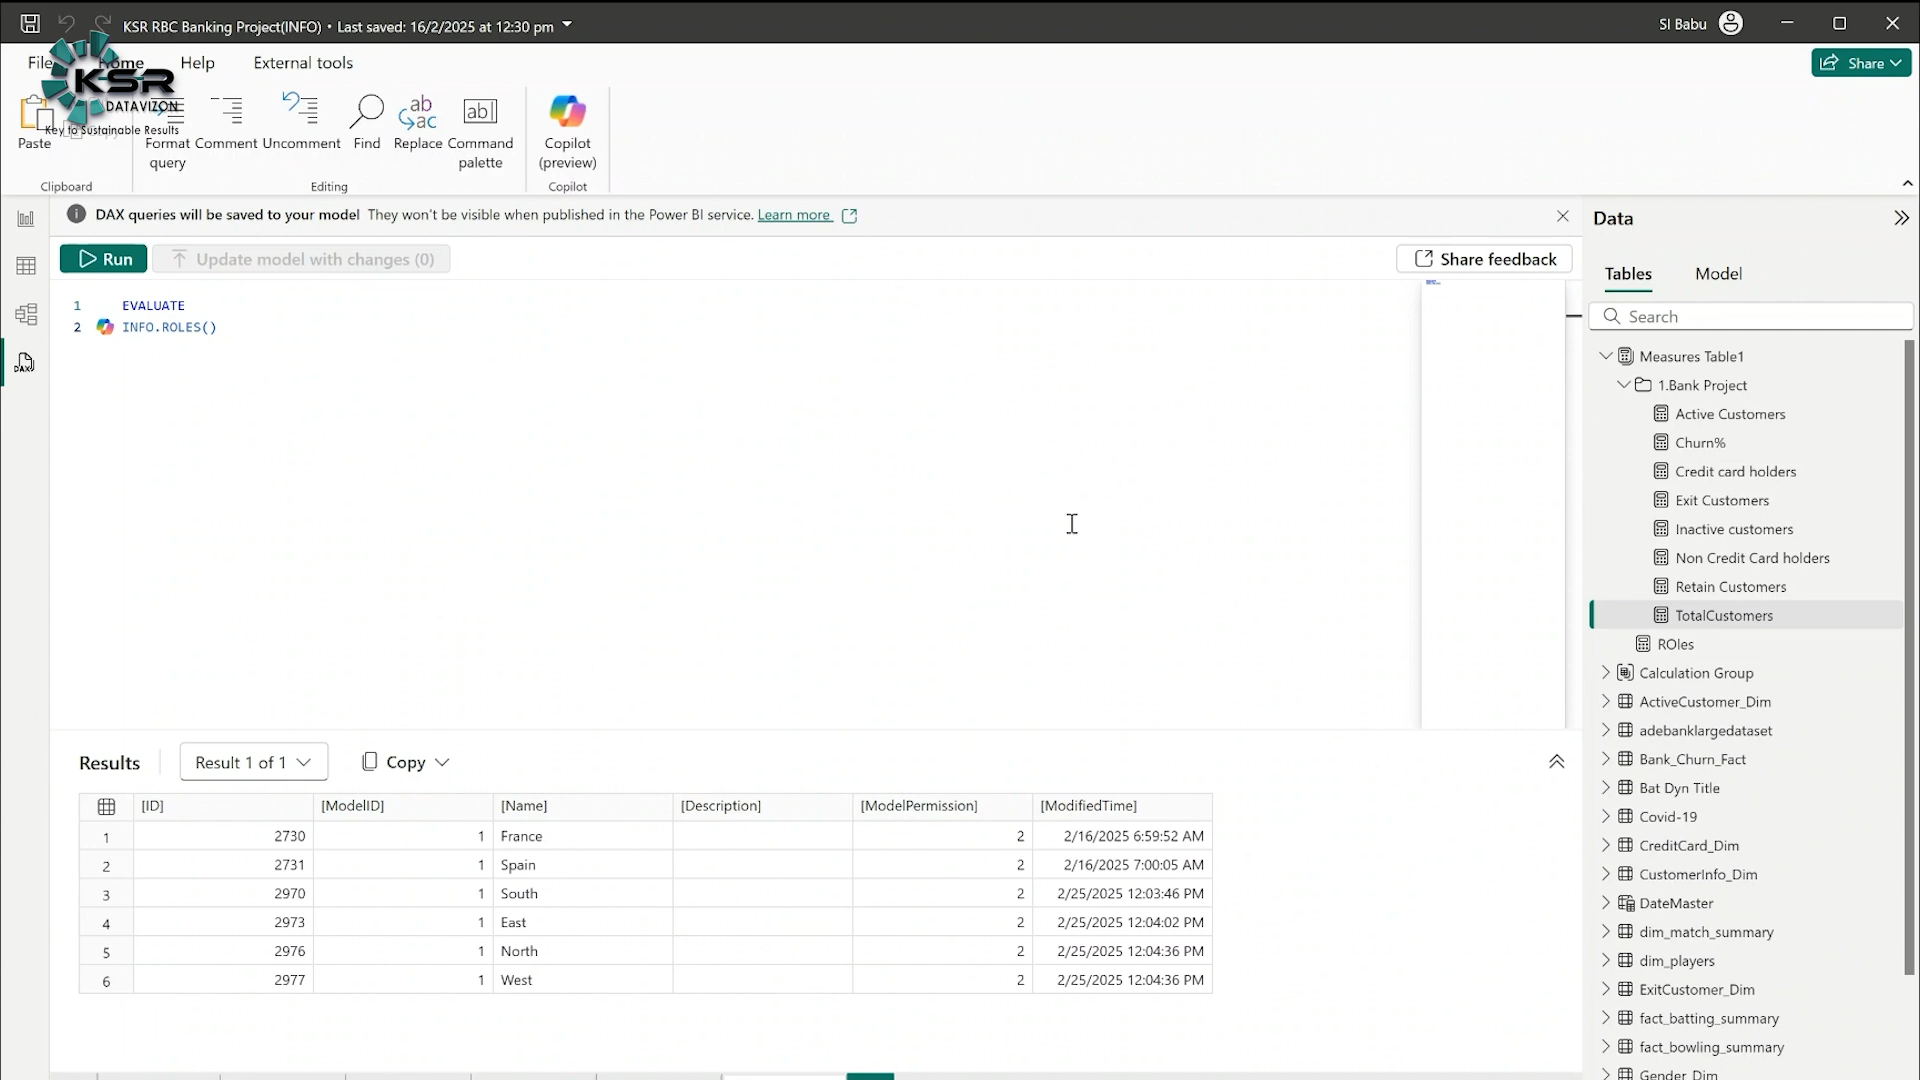 KSR RBC Banking Project(INFO) • Last saved: 16/2/2025 at 12:30 pm
SI Babu
File Home Help External tools
Share
KSR
DATAVIZON
Key to Sustainable Results
Paste
Format query
Comment
Uncomment
Find
Replace
Command palette
Copilot (preview)
Clipboard
Editing
Copilot
DAX queries will be saved to your model They won't be visible when published in the Power BI service. Learn more
Run
Update model with changes (0)
Share feedback
1 EVALUATE
2 INFO.ROLES()
Results
Result 1 of 1
Copy
[ID] [ModelID] [Name] [Description] [ModelPermission] [ModifiedTime]
1 2730 1 France 2 2/16/2025 6:59:52 AM
2 2731 1 Spain 2 2/16/2025 7:00:05 AM
3 2970 1 South 2 2/25/2025 12:03:46 PM
4 2973 1 East 2 2/25/2025 12:04:02 PM
5 2976 1 North 2 2/25/2025 12:04:36 PM
6 2977 1 West 2 2/25/2025 12:04:36 PM
Data
Tables Model
Search
Measures Table1
1.Bank Project
Active Customers
Churn%
Credit card holders
Exit Customers
Inactive customers
Non Credit Card holders
Retain Customers
TotalCustomers
ROles
Calculation Group
ActiveCustomer_Dim
adebanklargedataset
Bank_Churn_Fact
Bat Dyn Title
Covid-19
CreditCard_Dim
CustomerInfo_Dim
DateMaster
dim_match_summary
dim_players
ExitCustomer_Dim
fact_batting_summary
fact_bowling_summary
Gender_Dim
DAX